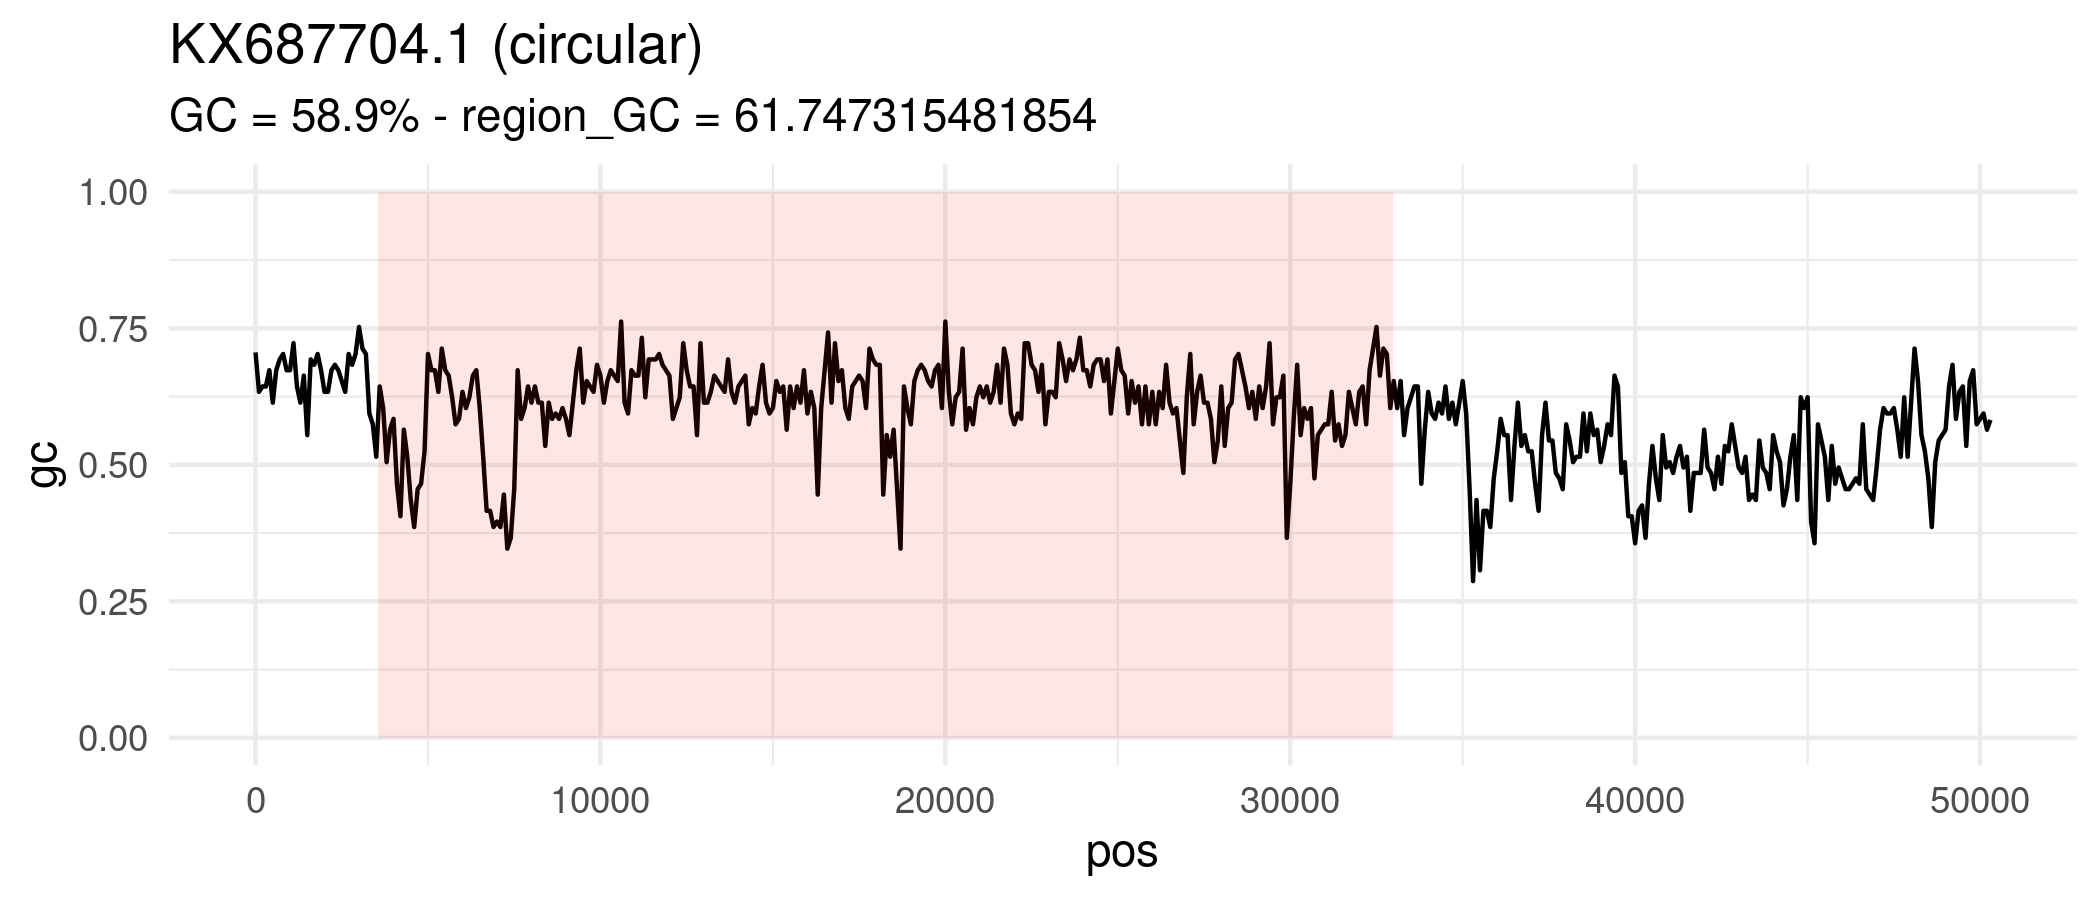 KX687704.1 (circular)
GC = 58.9% - region_GC = 61.747315481854
1.00
0.75
0.50
0.25
0.00
gc
0 10000 20000 30000 40000 50000
pos